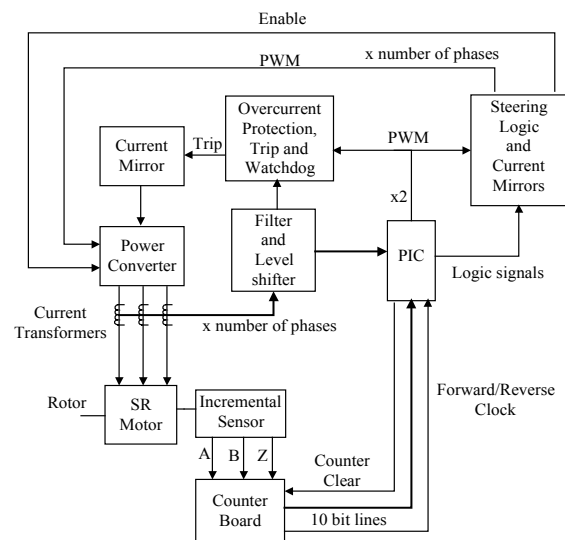 Enable
x number of phases
PWM
Overcurrent
Protection,
Trip and
Watchdog
Steering
Logic
and
Current
Mirrors
Current
Mirror
Trip
PWM
x2
Filter
and
Level
shifter
Power
Converter
PIC
Logic signals
Current
Transformers
x number of phases
Rotor
SR
Motor
Incremental
Sensor
Forward/Reverse
Clock
A
B
Z
Counter
Clear
Counter
Board
10 bit lines